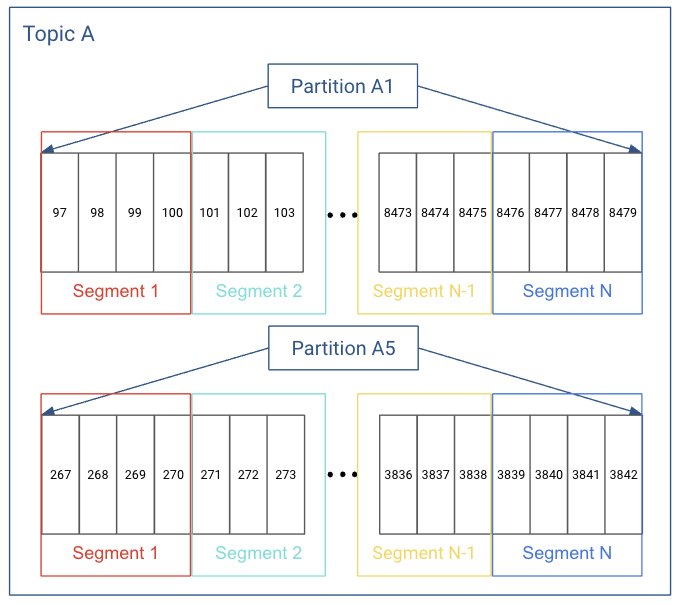 Topic A
Partition A1
97 98 99 100 101 102 103 ••• 8473 8474 8475 8476 8477 8478 8479
Segment 1 Segment 2 Segment N-1 Segment N
Partition A5
267 268 269 270 271 272 273 ••• 3836 3837 3838 3839 3840 3841 3842
Segment 1 Segment 2 Segment N-1 Segment N